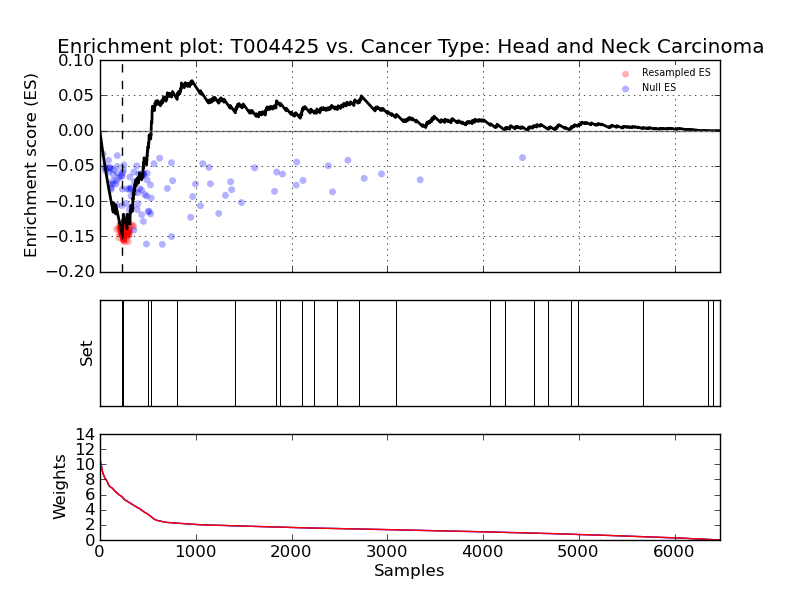 Enrichment plot: T004425 vs. Cancer Type: Head and Neck Carcinoma
Enrichment score (ES)
0.10
0.05
0.00
−0.05
−0.10
−0.15
−0.20
Resampled ES
Null ES
Set
Weights
14
12
10
8
6
4
2
0
0 1000 2000 3000 4000 5000 6000
Samples